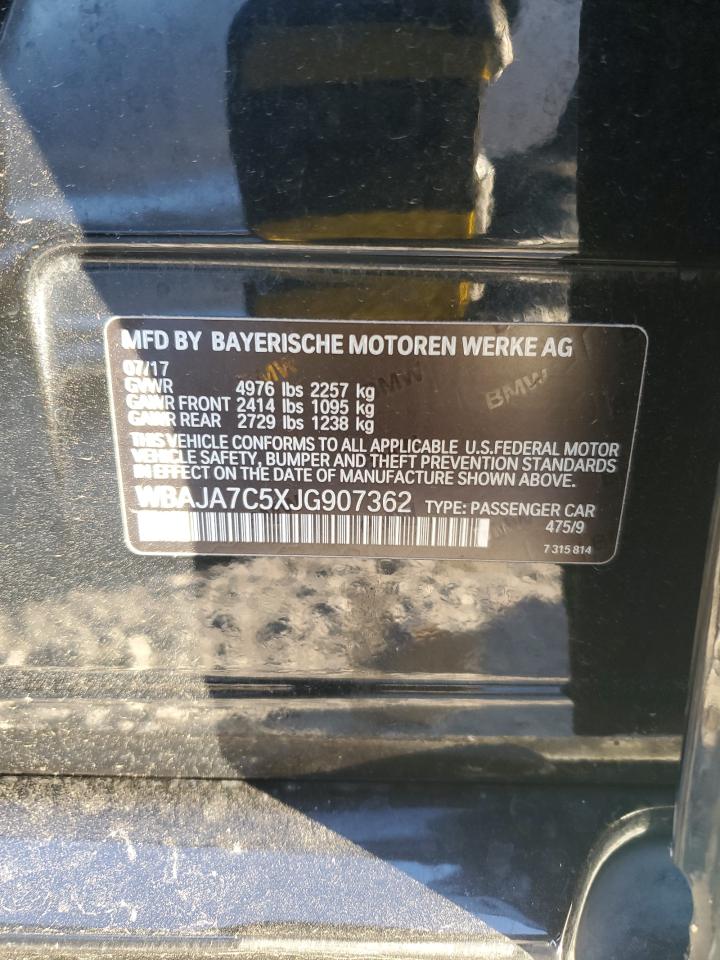 MFD BY BAYERISCHE MOTOREN WERKE AG
07/17
GVWR 4976 lbs 2257 kg
GAWR FRONT 2414 lbs 1095 kg
GAWR REAR 2729 lbs 1238 kg
THIS VEHICLE CONFORMS TO ALL APPLICABLE U.S.FEDERAL MOTOR
VEHICLE SAFETY, BUMPER AND THEFT PREVENTION STANDARDS
IN EFFECT ON THE DATE OF MANUFACTURE SHOWN ABOVE.
WBAJA7C5XJG907362 TYPE: PASSENGER CAR
475/9
7 315 814
BMW
BMW
BMW